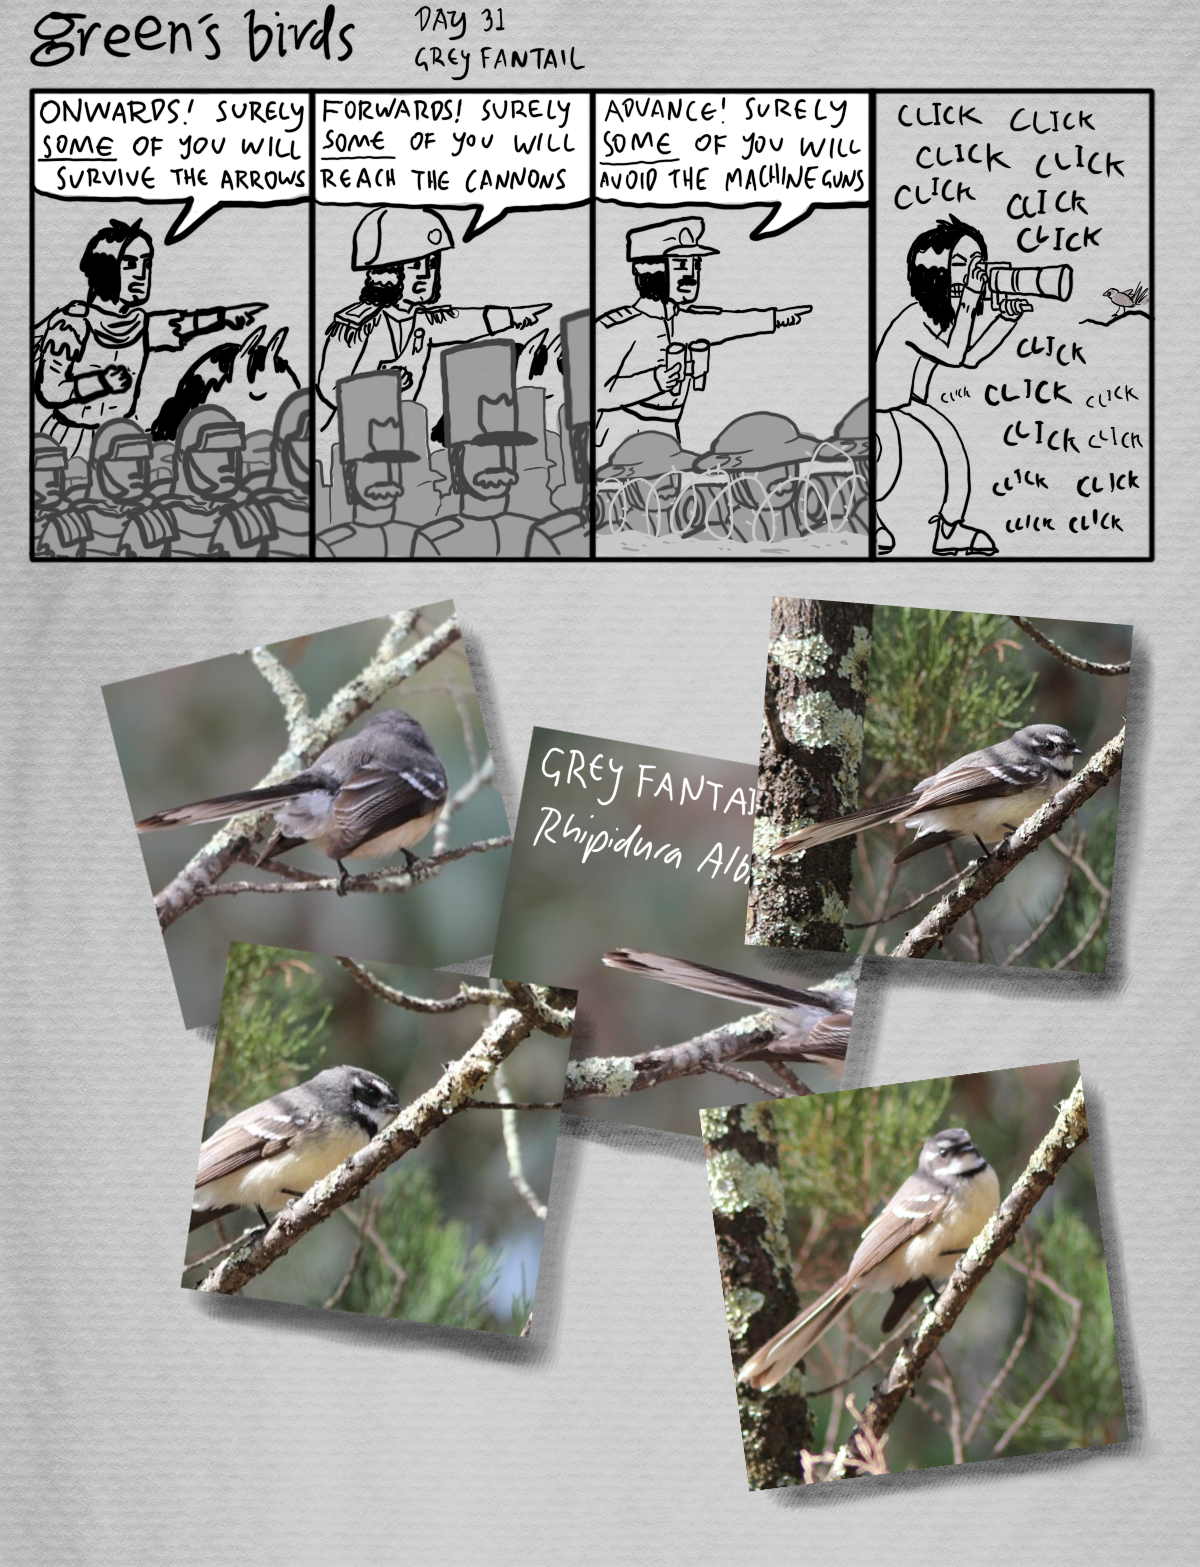 green's birds
DAY 31
GREY FANTAIL
ONWARDS! SURELY
SOME OF YOU WILL
SURVIVE THE ARROWS
FORWARDS! SURELY
SOME OF YOU WILL
REACH THE CANNONS
ADVANCE! SURELY
SOME OF YOU WILL
AVOID THE MACHINE GUNS
CLICK CLICK
CLICK CLICK
CLICK CLICK
CLICK
CLICK
CLICK CLICK CLICK
CLICK CLICK
CLICK CLICK
CLICK CLICK
GREY FANTAI
Rhipidura Alb